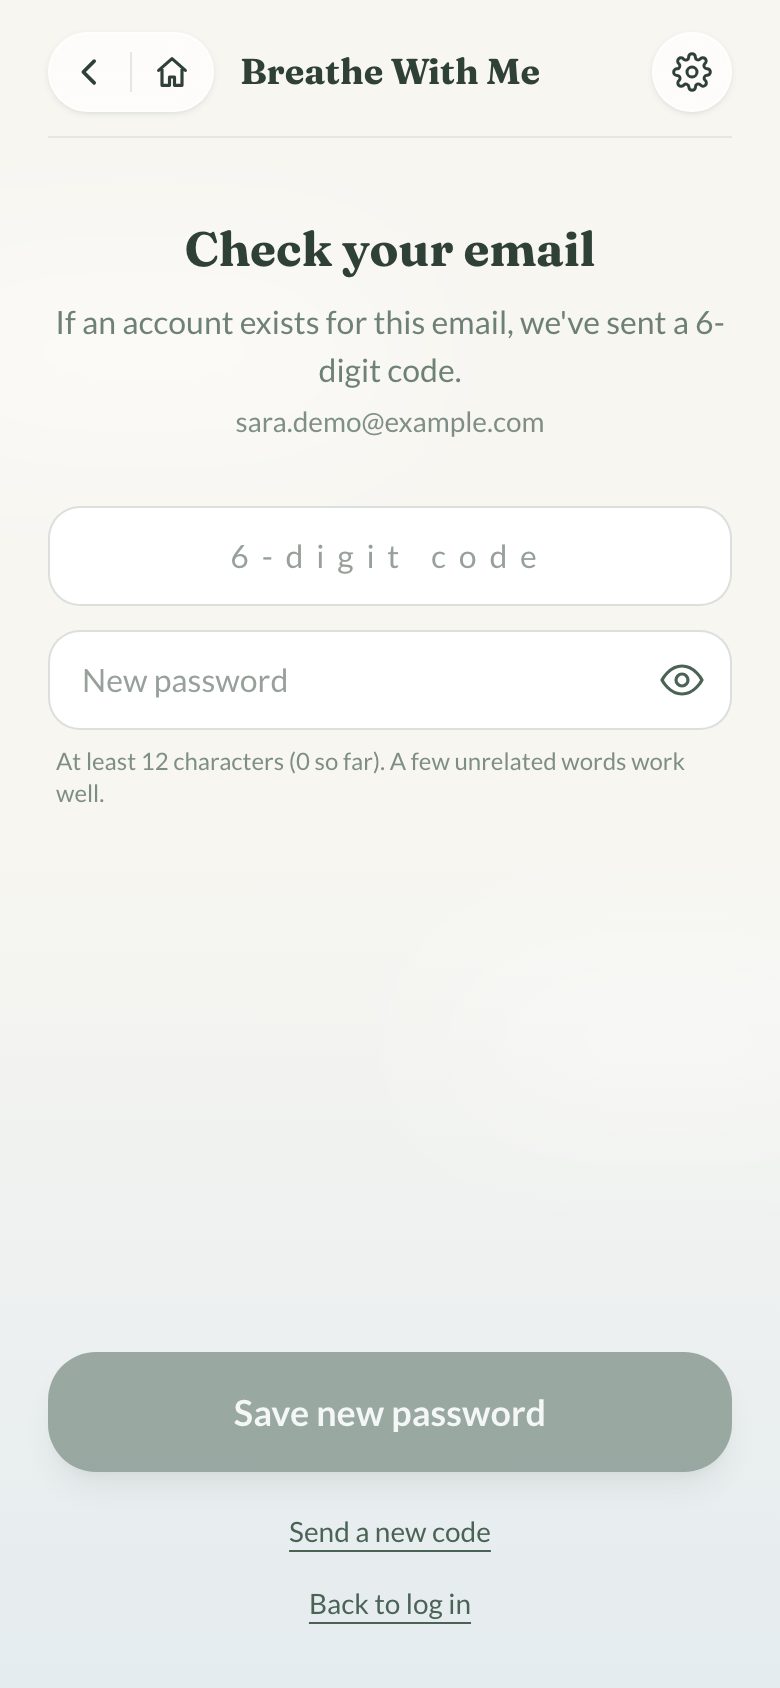 Breathe With Me
Check your email
If an account exists for this email, we've sent a 6-
digit code.
sara.demo@example.com
6-digit code
New password
At least 12 characters (0 so far). A few unrelated words work
well.
Save new password
Send a new code
Back to log in